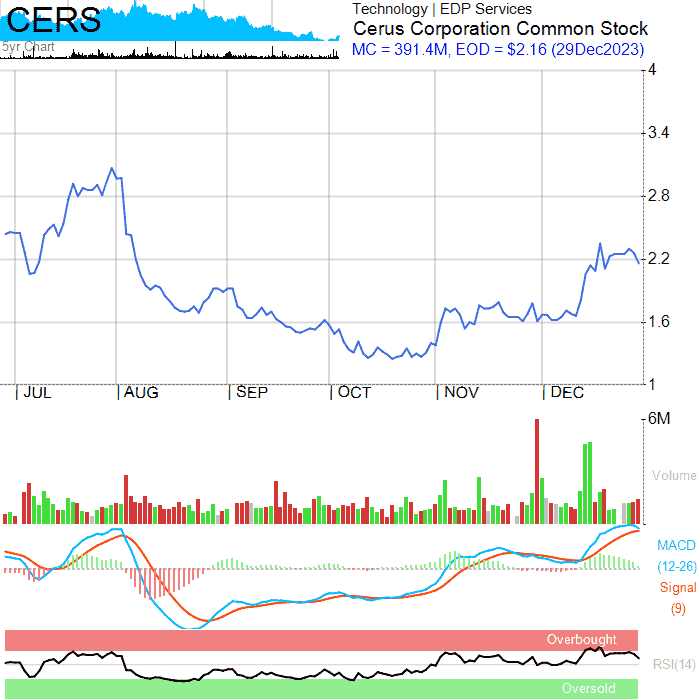 CERS
5yr Chart
Technology | EDP Services
Cerus Corporation Common Stock
MC = 391.4M, EOD = $2.16 (29Dec2023)
4
3.4
2.8
2.2
1.6
1
JUL AUG SEP OCT NOV DEC
6M
Volume
MACD
(12-26)
Signal
(9)
Overbought
RSI(14)
Oversold